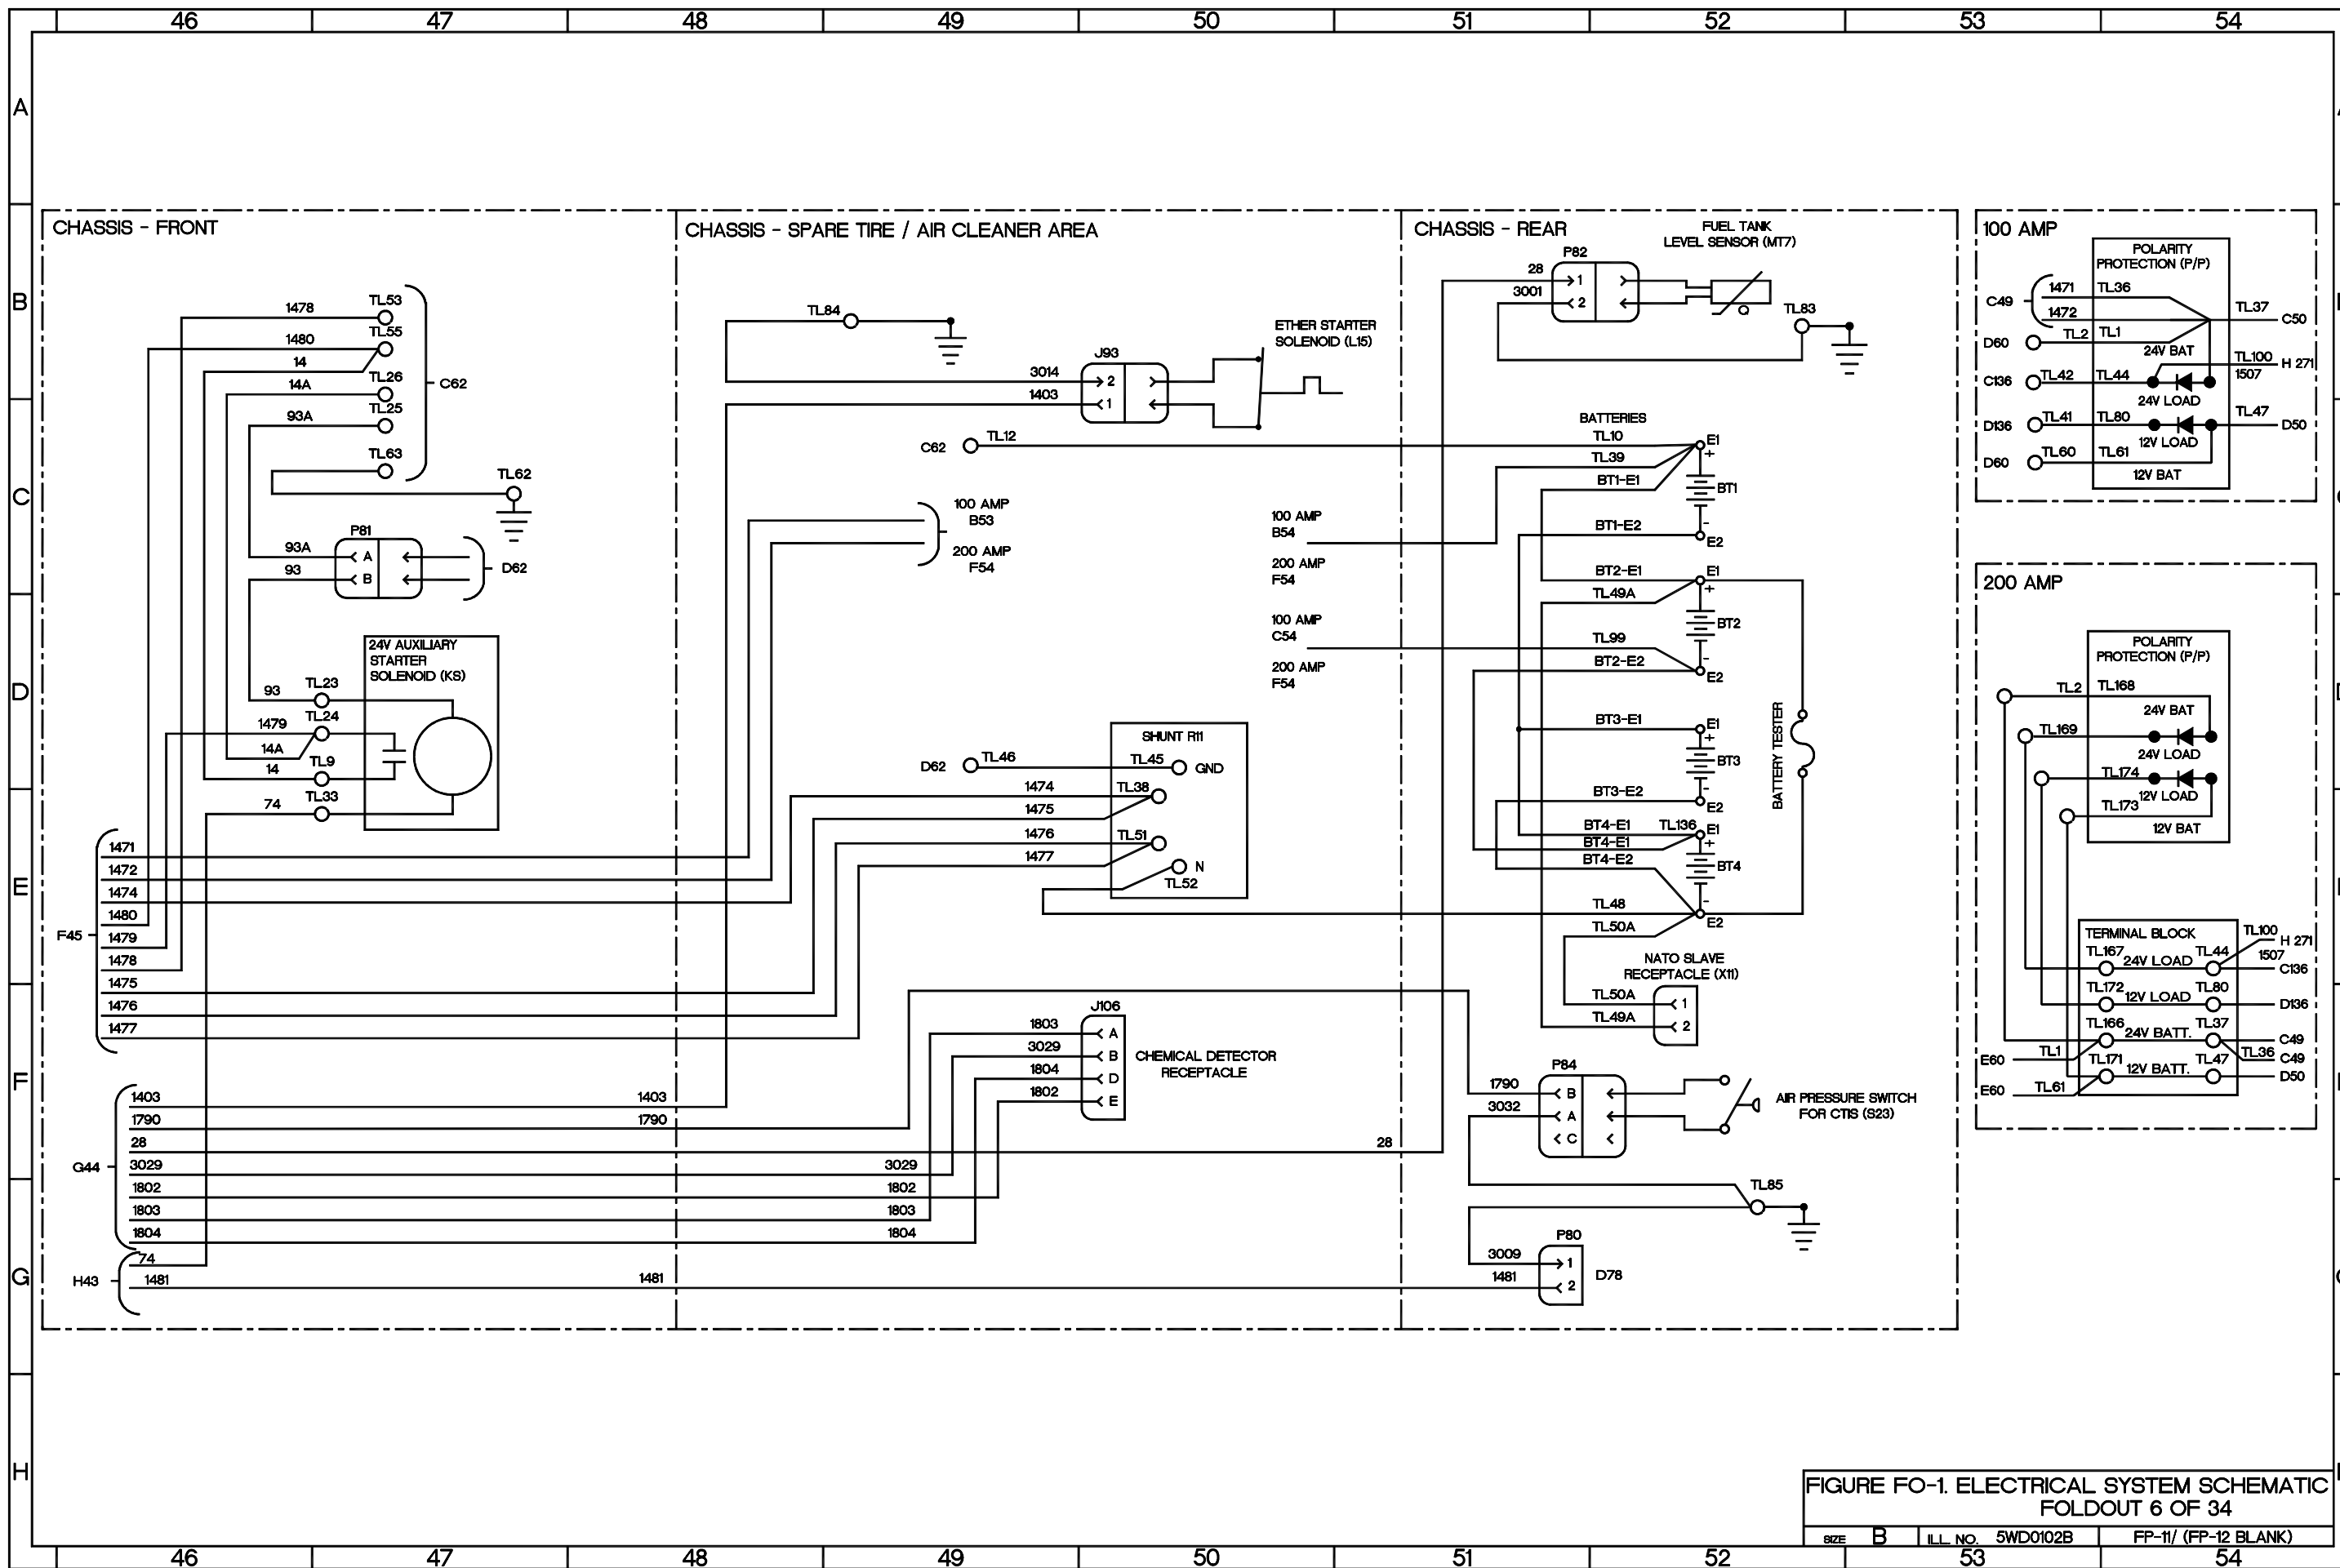 46 47 48 49 50 51 52 53 54
A
B
C
D
E
F
G
H
CHASSIS - FRONT
1478 TL53
1480 TL55
14
14A TL26
93A TL25
TL63
C62
TL62
P81
93A A
93 B
D62
24V AUXILIARY
STARTER
SOLENOID (KS)
93 TL23
1479 TL24
14A
14 TL9
74 TL33
F45
1471
1472
1474
1480
1479
1478
1475
1476
1477
G44
1403 1403
1790 1790
28 28
3029 3029
1802 1802
1803 1803
1804 1804
H43
74
1481 1481
CHASSIS - SPARE TIRE / AIR CLEANER AREA
TL84
ETHER STARTER
SOLENOID (L15)
J93
3014 2
1403 1
C62 TL12
100 AMP
B53
200 AMP
F54
100 AMP
B54
200 AMP
F54
100 AMP
C54
200 AMP
F54
SHUNT R11
D62 TL46 TL45 GND
1474 TL38
1475
1476 TL51
1477 N
TL52
J106
1803 A
3029 B
1804 D
1802 E
CHEMICAL DETECTOR
RECEPTACLE
CHASSIS - REAR
FUEL TANK
LEVEL SENSOR (MT7)
P82
28 1
3001 2
Q
TL83
BATTERIES
TL10 E1
+
TL39
BT1-E1 BT1
BT1-E2 -
E2
BT2-E1 E1
TL49A +
BT2
TL99 -
BT2-E2 E2
BT3-E1 E1
+
BT3
BT3-E2 -
E2
BATTERY TESTER
BT4-E1 TL136 E1
BT4-E1 +
BT4-E2 BT4
TL48 -
TL50A E2
NATO SLAVE
RECEPTACLE (X11)
TL50A 1
TL49A 2
P84
1790 B
3032 A
C
AIR PRESSURE SWITCH
FOR CTIS (S23)
TL85
P80
3009 1
1481 2
D78
100 AMP
POLARITY
PROTECTION (P/P)
C49 1471 TL36
1472 TL37 C50
D60 TL2 TL1
24V BAT
TL100 H 271
1507
C136 TL42 TL44
24V LOAD
D136 TL41 TL80 TL47 D50
12V LOAD
D60 TL60 TL61
12V BAT
200 AMP
POLARITY
PROTECTION (P/P)
TL2 TL168
24V BAT
TL169
24V LOAD
TL174
12V LOAD
TL173
12V BAT
TERMINAL BLOCK TL100 H 271
1507
TL167 24V LOAD TL44 C136
TL172 12V LOAD TL80 D136
TL166 24V BATT. TL37 C49
E60 TL1 TL36 C49
TL171 12V BATT. TL47 D50
E60 TL61
FIGURE FO-1. ELECTRICAL SYSTEM SCHEMATIC
FOLDOUT 6 OF 34
SIZE B ILL. NO. 5WD0102B FP-11/ (FP-12 BLANK)
46 47 48 49 50 51 52 53 54